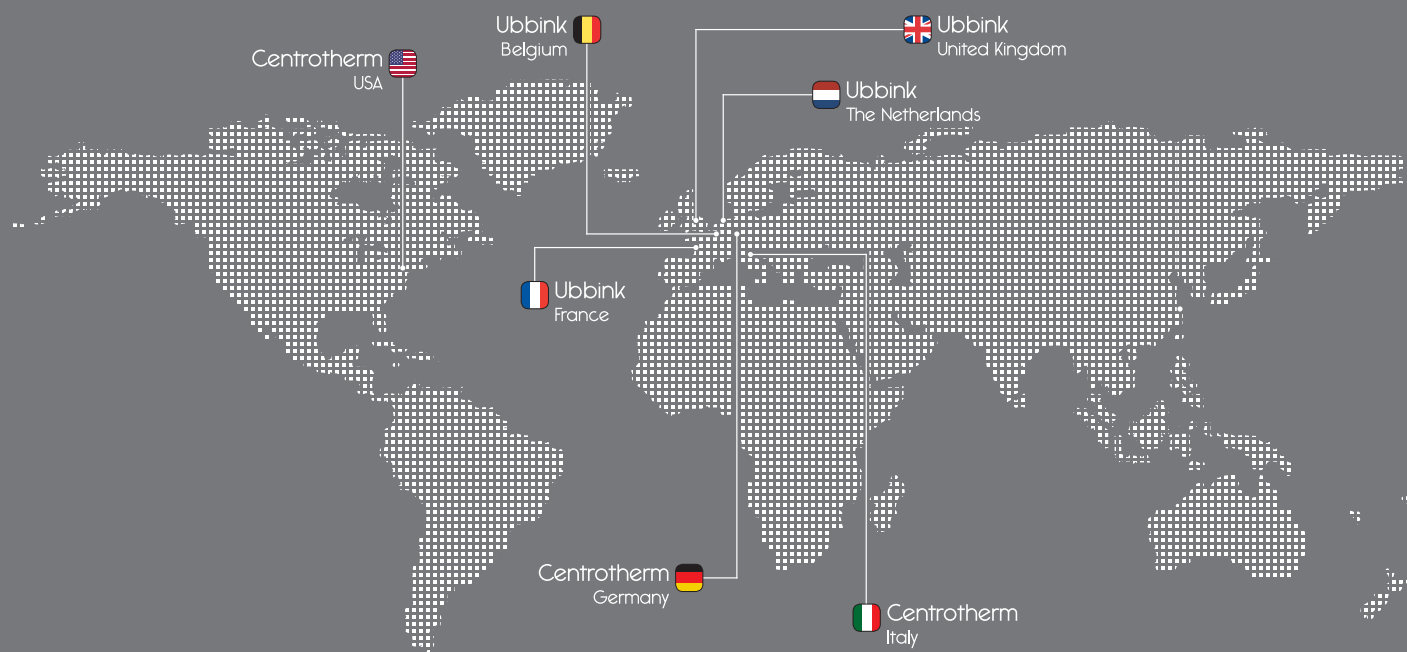 Ubbink
Belgium
Ubbink
United Kingdom
Centrotherm
USA
Ubbink
The Netherlands
Ubbink
France
Centrotherm
Germany
Centrotherm
Italy